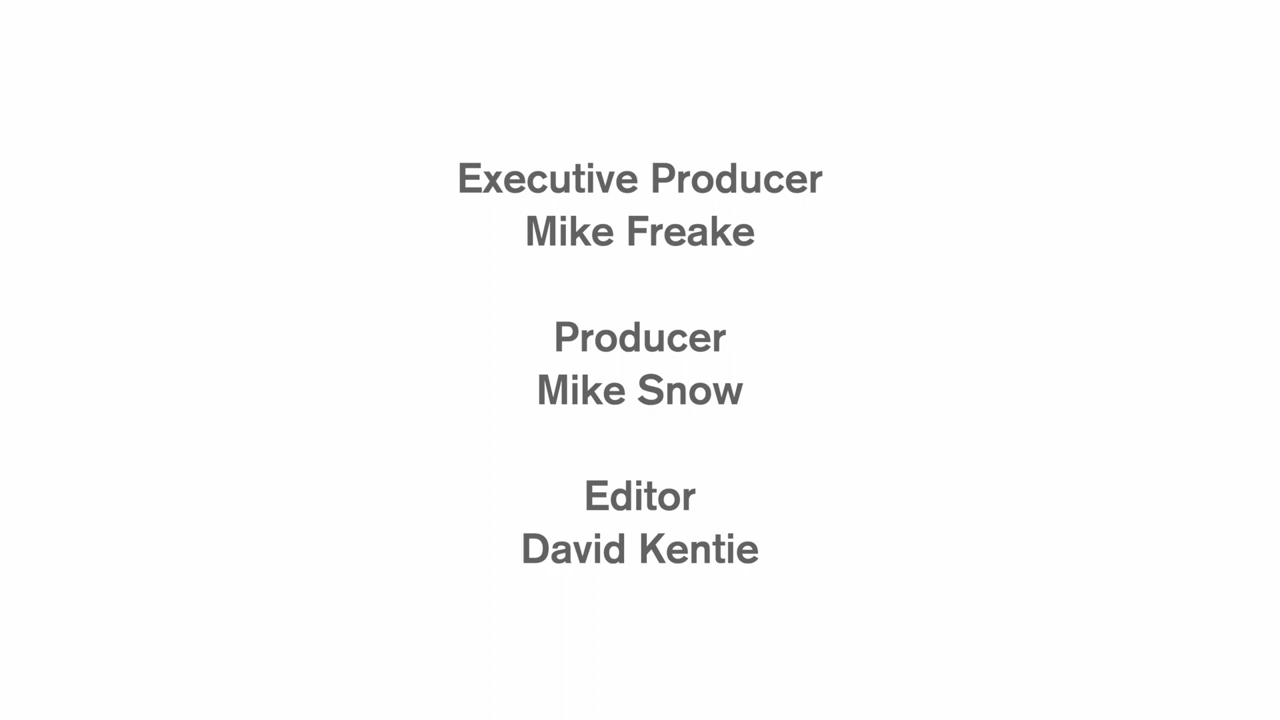 Executive Producer
Mike Freake
Producer
Mike Snow
Editor
David Kentie